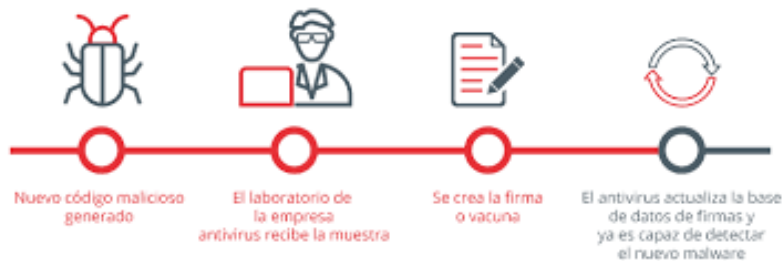 Nuevo código malicioso
generado
El laboratorio de
la empresa
antivirus recibe la muestra
Se crea la firma
o vacuna
El antivirus actualiza la base
de datos de firmas y
ya es capaz de detectar
el nuevo malware